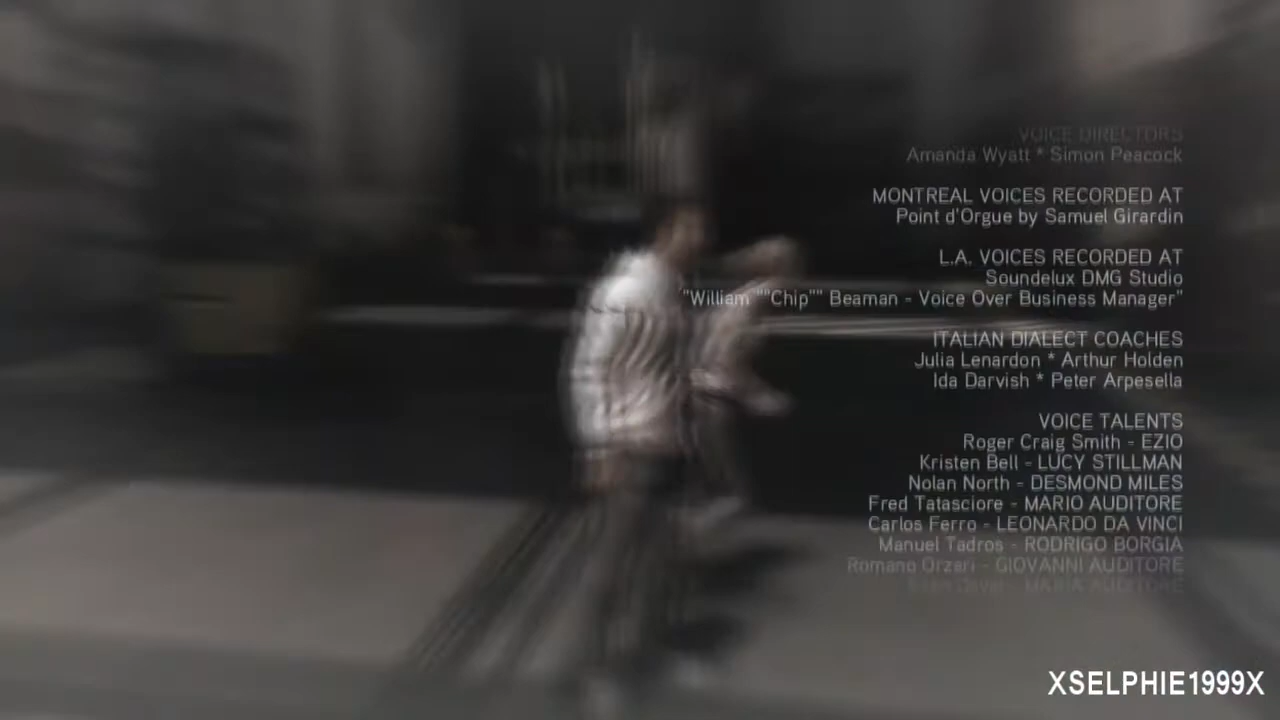 VOICE DIRECTORS
Amanda Wyatt * Simon Peacock
MONTREAL VOICES RECORDED AT
Point d'Orgue by Samuel Girardin
L.A. VOICES RECORDED AT
Soundelux DMG Studio
"William ""Chip"" Beaman - Voice Over Business Manager"
ITALIAN DIALECT COACHES
Julia Lenardon * Arthur Holden
Ida Darvish * Peter Arpesella
VOICE TALENTS
Roger Craig Smith - EZIO
Kristen Bell - LUCY STILLMAN
Nolan North - DESMOND MILES
Fred Tatasciore - MARIO AUDITORE
Carlos Ferro - LEONARDO DA VINCI
Manuel Tadros - RODRIGO BORGIA
Romano Orzari - GIOVANNI AUDITORE
- MARIA AUDITORE
XSELPHIE1999X